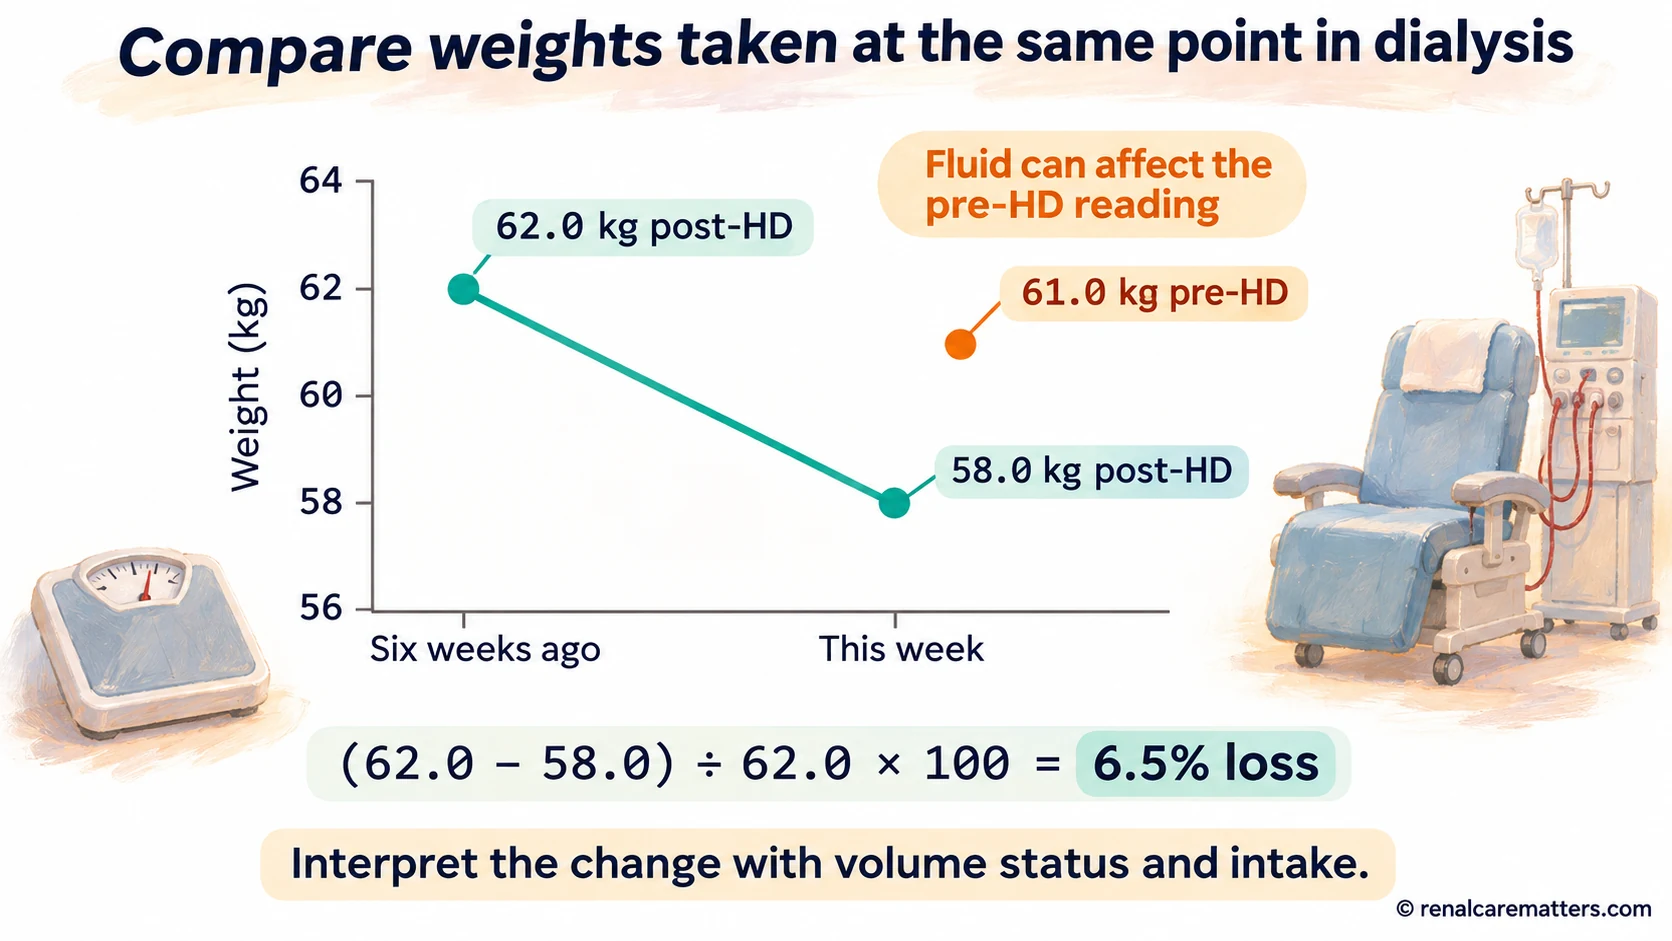 Compare weights taken at the same point in dialysis
Fluid can affect the
pre-HD reading
64
62.0 kg post-HD
62
61.0 kg pre-HD
Weight (kg)
60
58.0 kg post-HD
58
56
Six weeks ago
This week
(62.0 – 58.0) ÷ 62.0 × 100 = 6.5% loss
Interpret the change with volume status and intake.
© renalcarematters.com